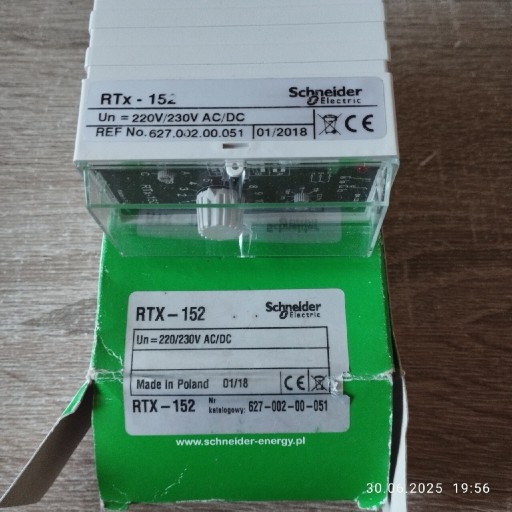 RTx - 152
Schneider
Electric
Un = 220V/230V AC/DC
REF No. 627.002.00.051 01/2018
CE
RTX-152
Schneider
Electric
Un = 220/230V AC/DC
Made in Poland 01/18
CE
RTX-152 Nr katalogowy: 627-002-00-051
www.schneider-energy.pl
30.06.2025 19:56